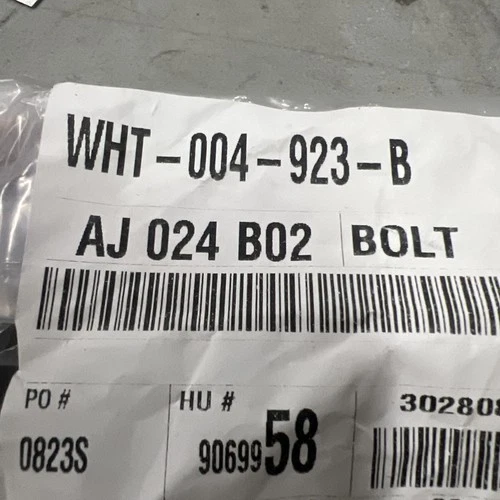 WHT-004-923-B
AJ 024 B02 BOLT
PO # HU # 302808
0823S 9069958